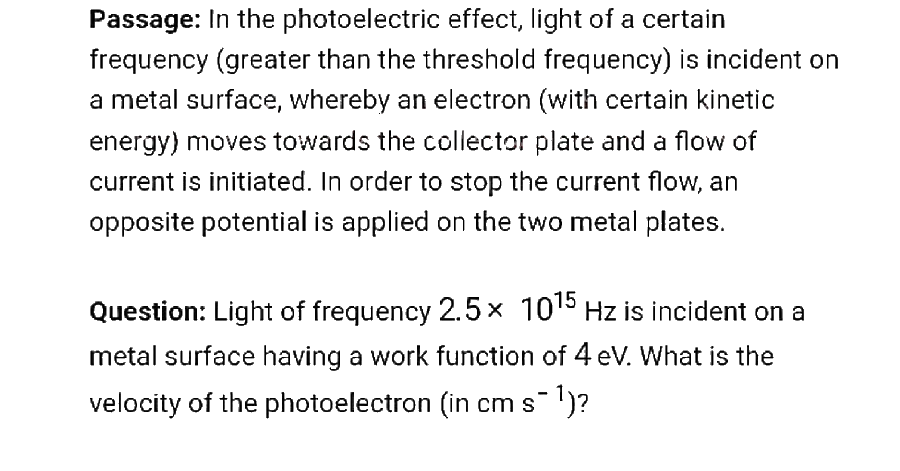 Passage: In the photoelectric effect, light of a certain
frequency (greater than the threshold frequency) is incident on
a metal surface, whereby an electron (with certain kinetic
energy) moves towards the collector plate and a flow of
current is initiated. In order to stop the current flow, an
opposite potential is applied on the two metal plates.
Question: Light of frequency 2.5 × 10¹⁵ Hz is incident on a
metal surface having a work function of 4 eV. What is the
velocity of the photoelectron (in cm s⁻¹)?